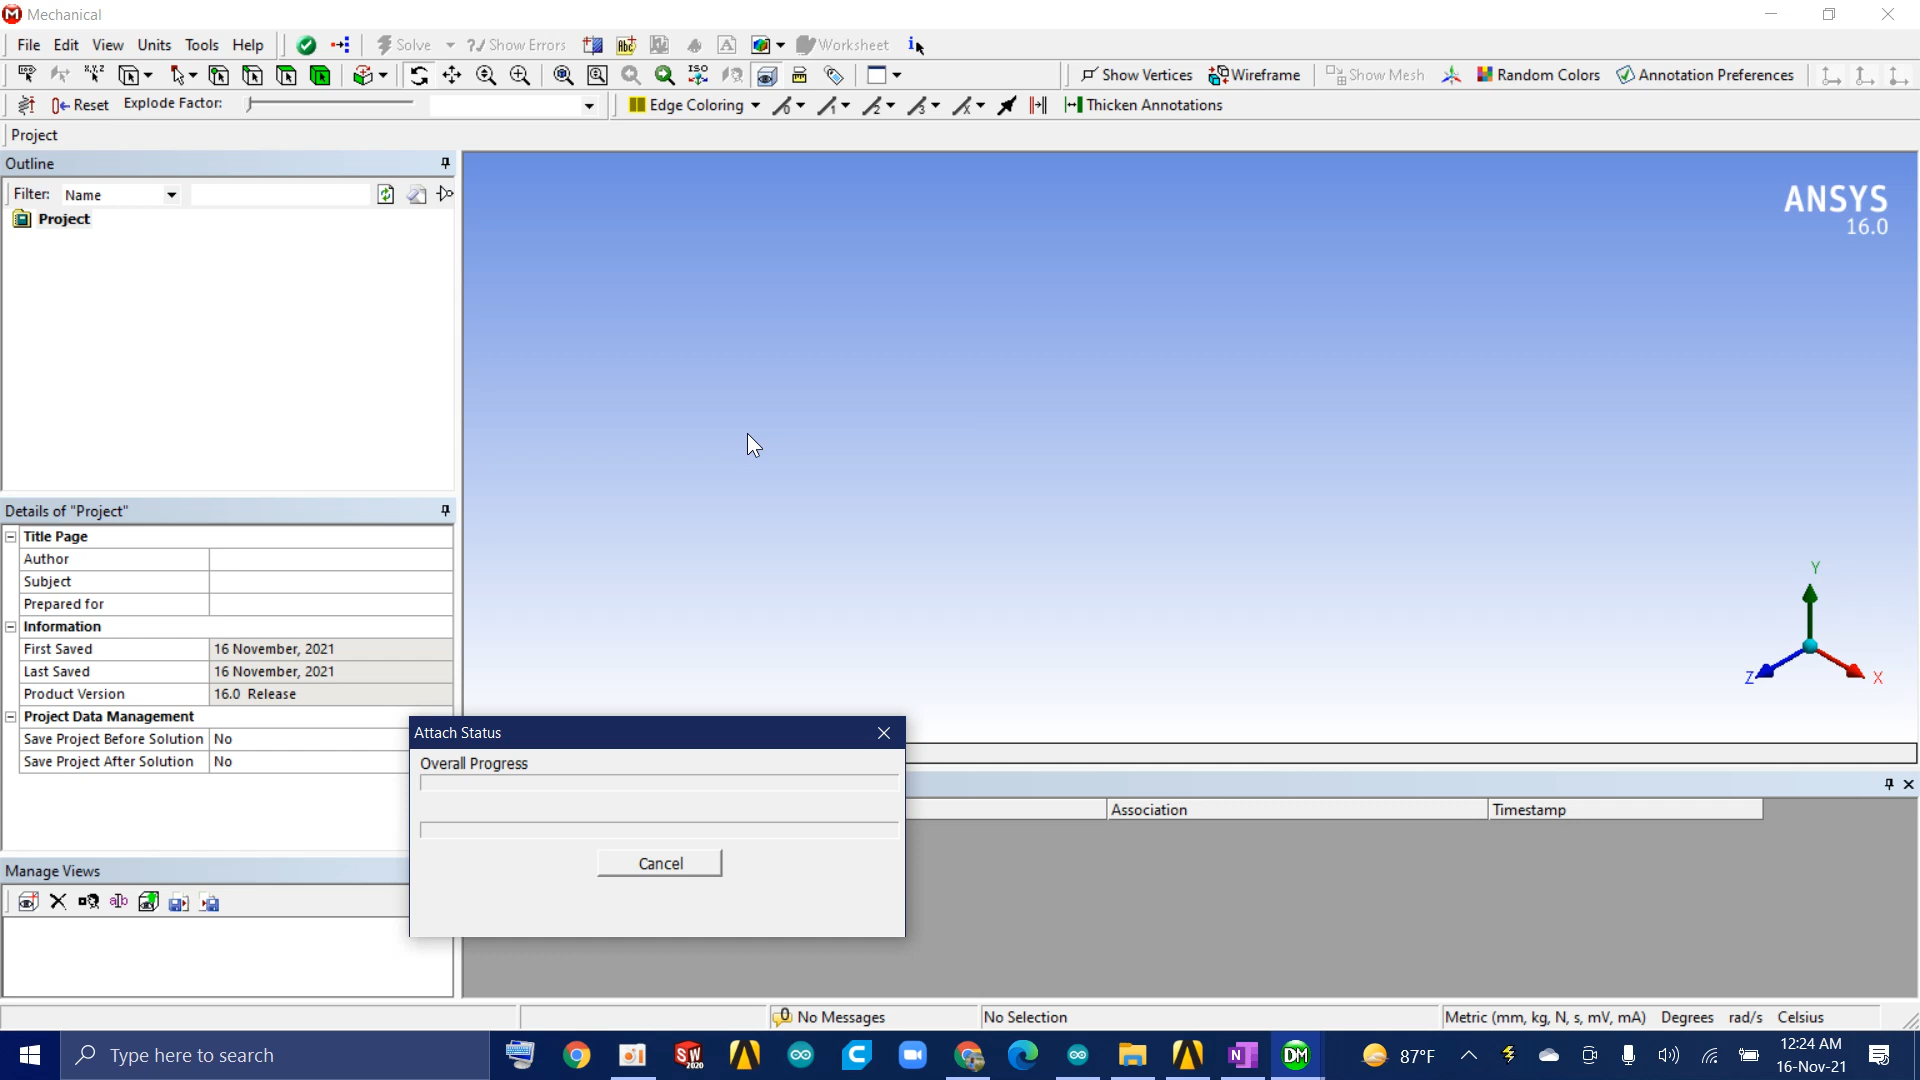 Mechanical
File Edit View Units Tools Help Solve ?/ Show Errors Worksheet
Show Vertices Wireframe Show Mesh Random Colors Annotation Preferences
Reset Explode Factor: Edge Coloring Thicken Annotations
Project
Outline
Filter: Name
Project
ANSYS
16.0
Details of "Project"
Title Page
Author
Subject
Prepared for
Information
First Saved 16 November, 2021
Last Saved 16 November, 2021
Product Version 16.0 Release
Project Data Management
Save Project Before Solution No
Save Project After Solution No
Y
Z
X
Attach Status
Overall Progress
Cancel
Association Timestamp
Manage Views
No Messages No Selection Metric (mm, kg, N, s, mV, mA) Degrees rad/s Celsius
Type here to search
87°F
12:24 AM
16-Nov-21